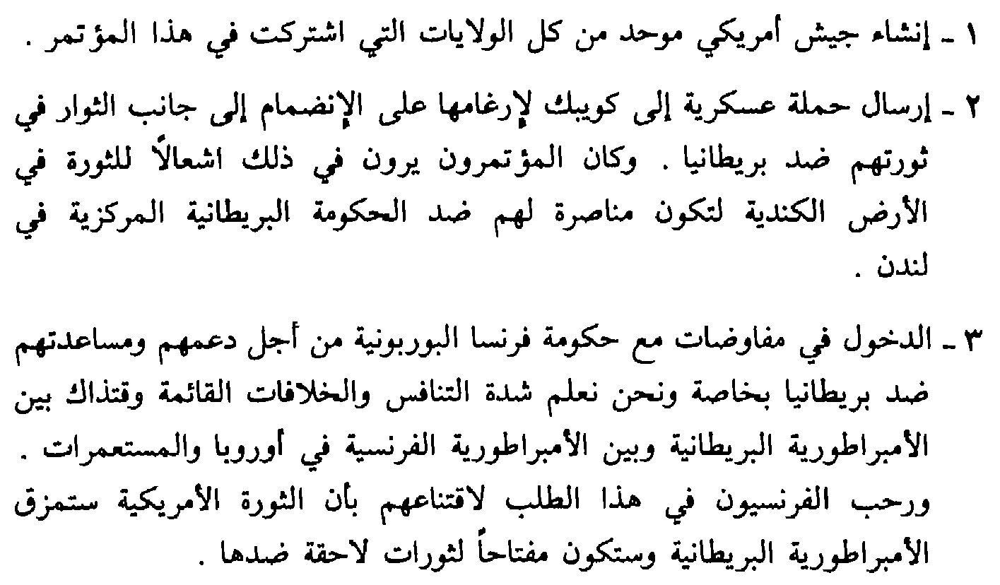 ١ - إنشاء جيش أمريكي موحد من كل الولايات التي اشتركت في هذا المؤتمر .
٢ - إرسال حملة عسكرية إلى كويبك لإرغامها على الإنضمام إلى جانب الثوار في
ثورتهم ضد بريطانيا . وكان المؤتمرون يرون في ذلك اشعالاً للثورة في
الأرض الكندية لتكون مناصرة لهم ضد الحكومة البريطانية المركزية في
لندن .
٣ - الدخول في مفاوضات مع حكومة فرنسا البوربونية من أجل دعمهم ومساعدتهم
ضد بريطانيا بخاصة ونحن نعلم شدة التنافس والخلافات القائمة وقتذاك بين
الأمبراطورية البريطانية وبين الأمبراطورية الفرنسية في أوروبا والمستعمرات .
ورحب الفرنسيون في هذا الطلب لاقتناعهم بأن الثورة الأمريكية ستمزق
الأمبراطورية البريطانية وستكون مفتاحاً لثورات لاحقة ضدها .